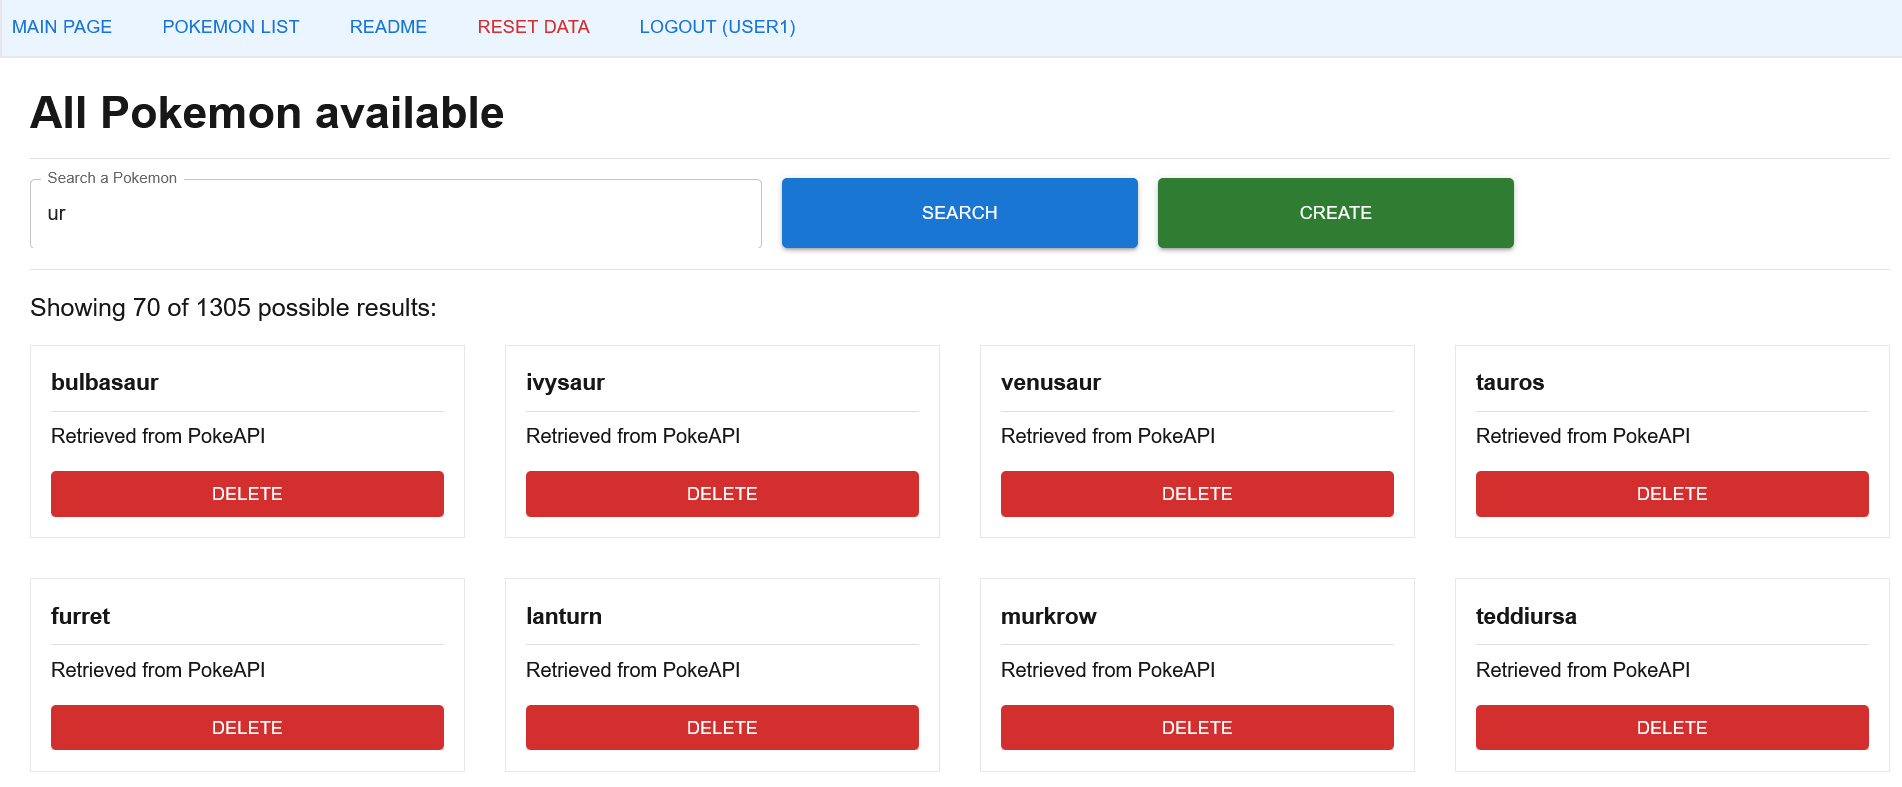 MAIN PAGE POKEMON LIST README RESET DATA LOGOUT (USER1)
All Pokemon available
Search a Pokemon
ur
SEARCH
CREATE
Showing 70 of 1305 possible results:
bulbasaur
Retrieved from PokeAPI
DELETE
ivysaur
Retrieved from PokeAPI
DELETE
venusaur
Retrieved from PokeAPI
DELETE
tauros
Retrieved from PokeAPI
DELETE
furret
Retrieved from PokeAPI
DELETE
lanturn
Retrieved from PokeAPI
DELETE
murkrow
Retrieved from PokeAPI
DELETE
teddiursa
Retrieved from PokeAPI
DELETE